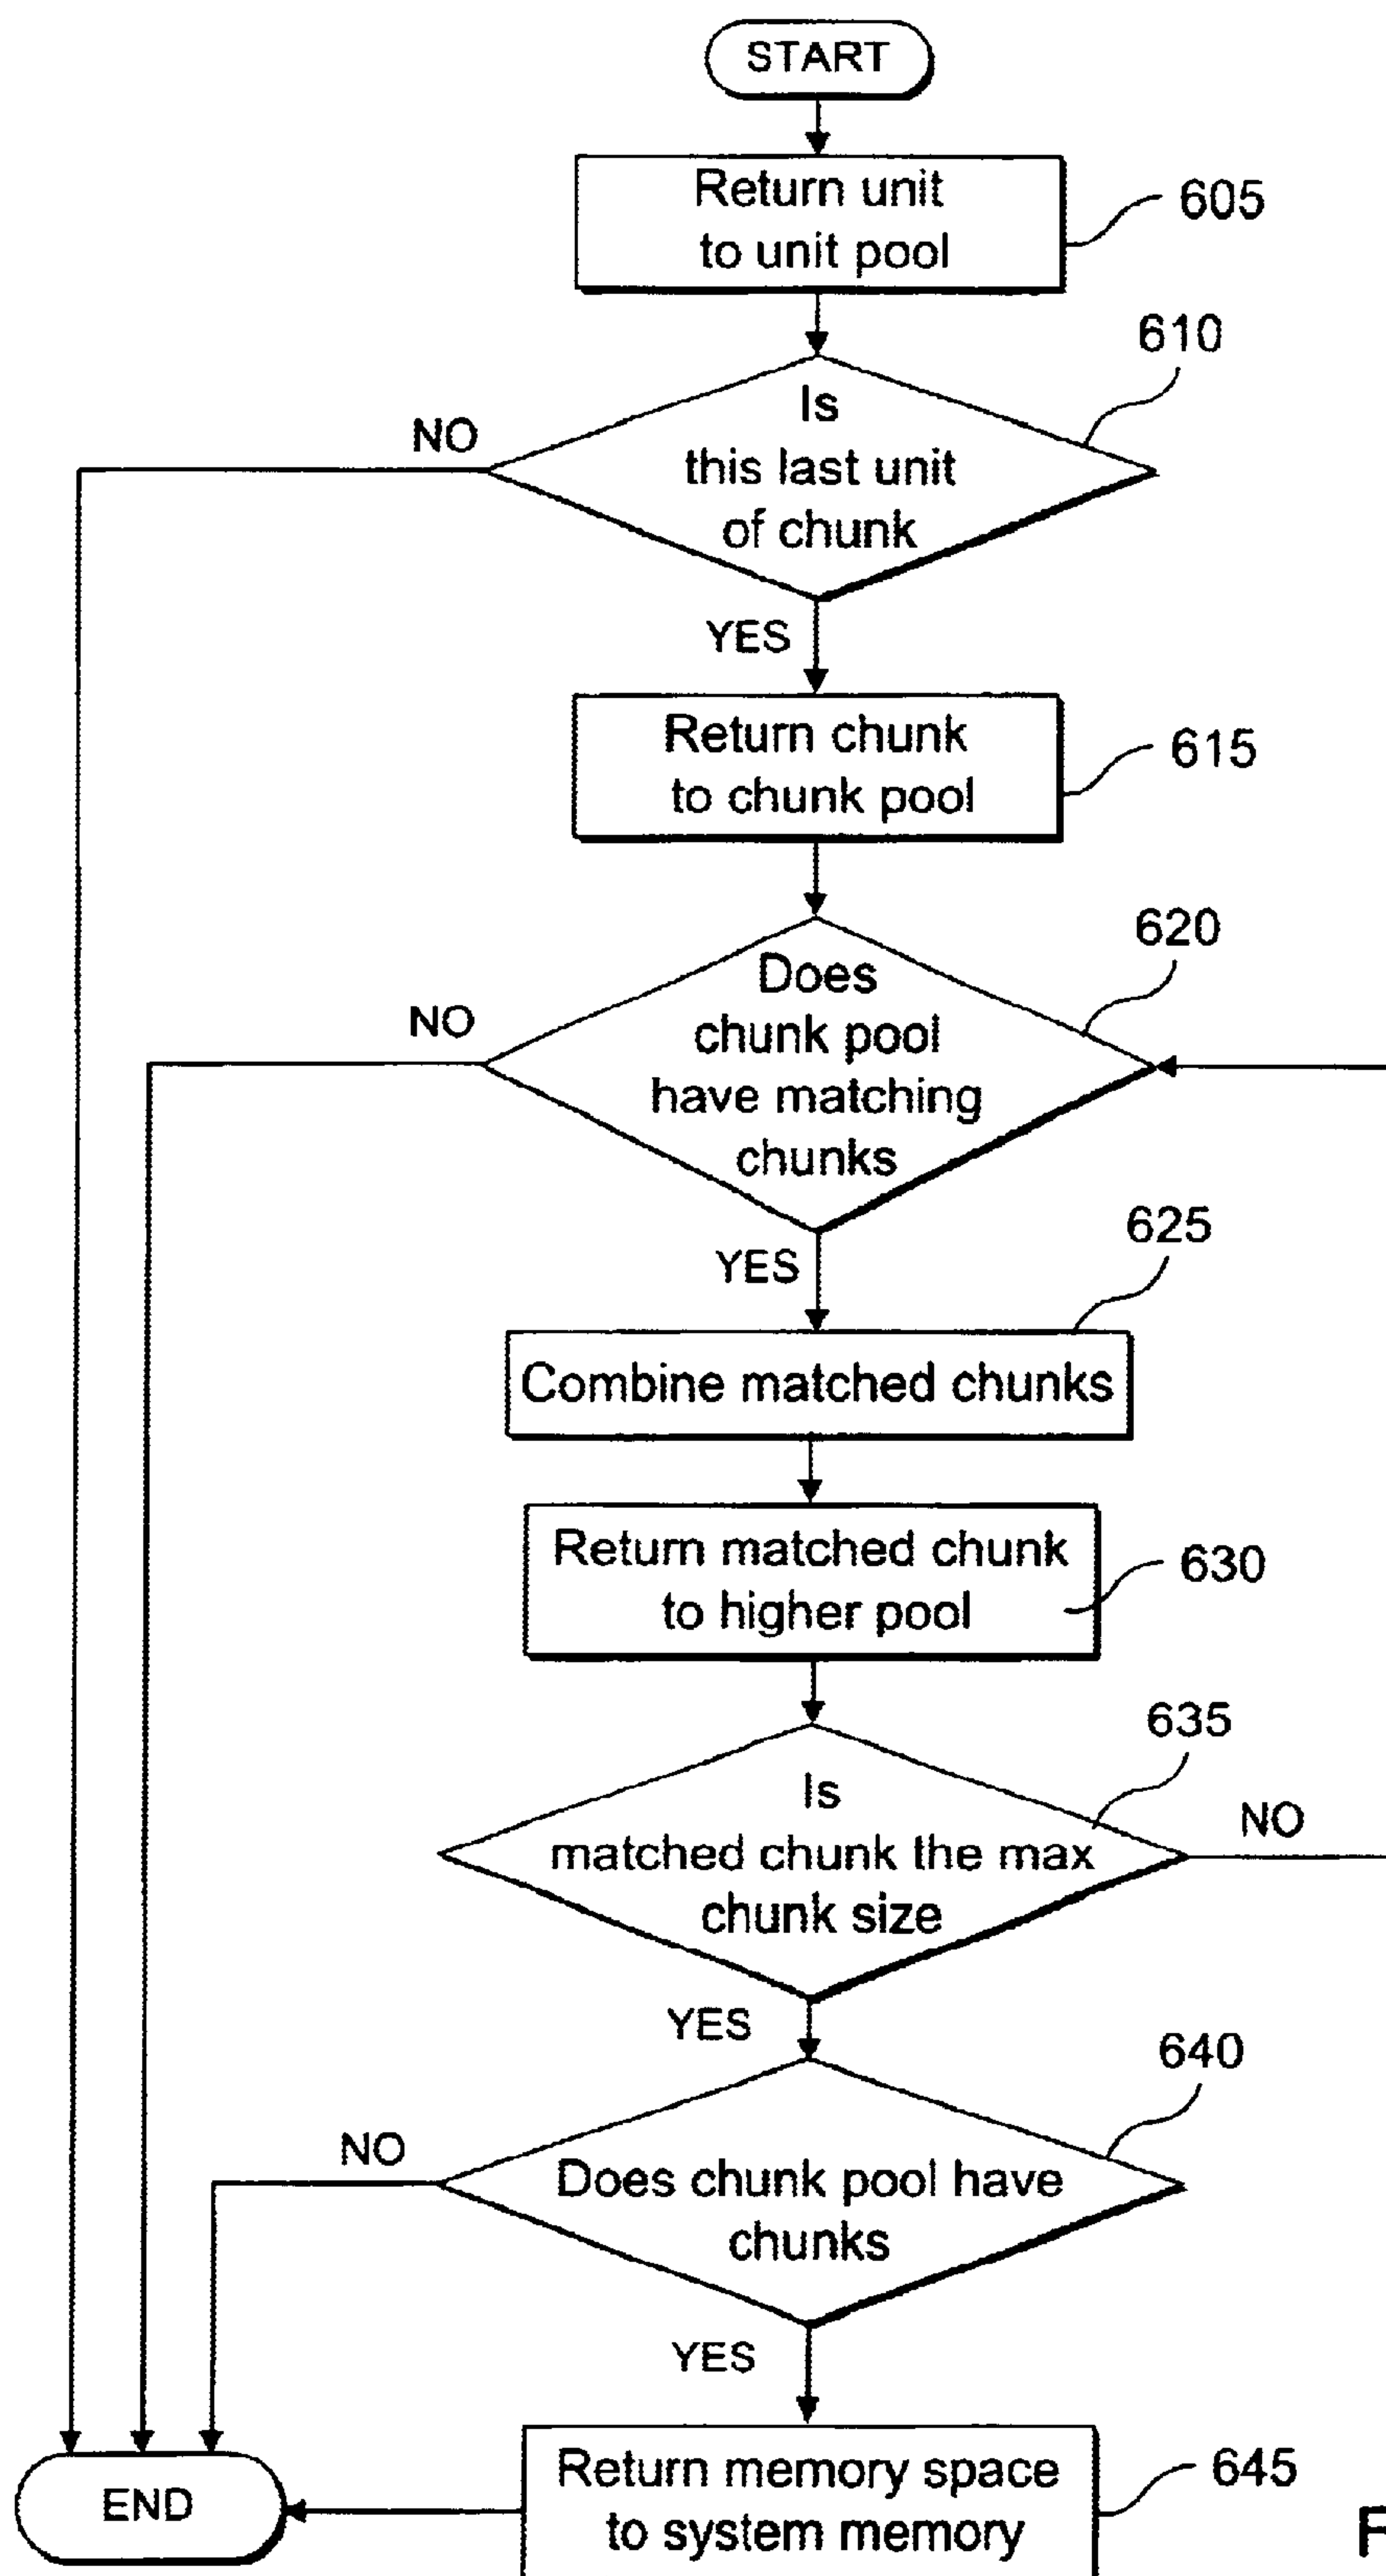 START
Return unit
to unit pool
605
610
Is
this last unit
of chunk
NO
YES
Return chunk
to chunk pool
615
620
Does
chunk pool
have matching
chunks
NO
YES
625
Combine matched chunks
Return matched chunk
to higher pool
630
635
Is
matched chunk the max
chunk size
NO
YES
640
Does chunk pool have
chunks
NO
YES
Return memory space
to system memory
645
END